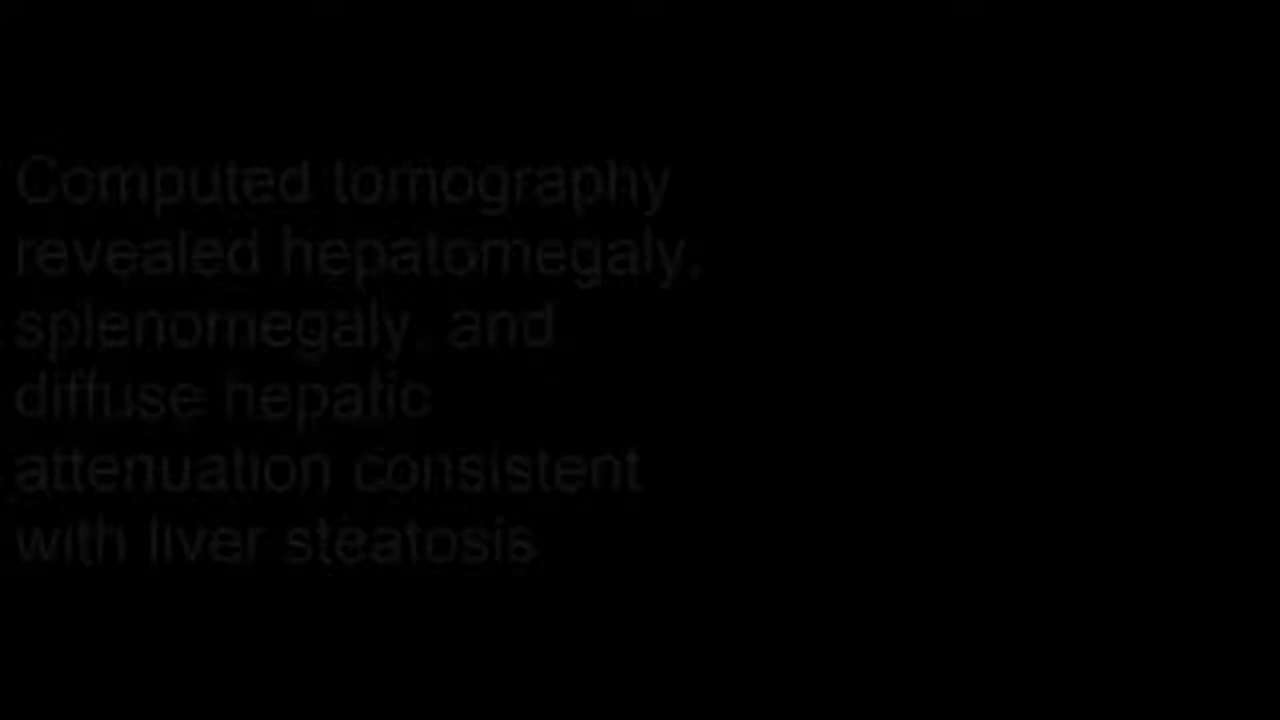 Computed tomography
revealed hepatomegaly,
splenomegaly, and
diffuse hepatic
attenuation consistent
with liver steatosis